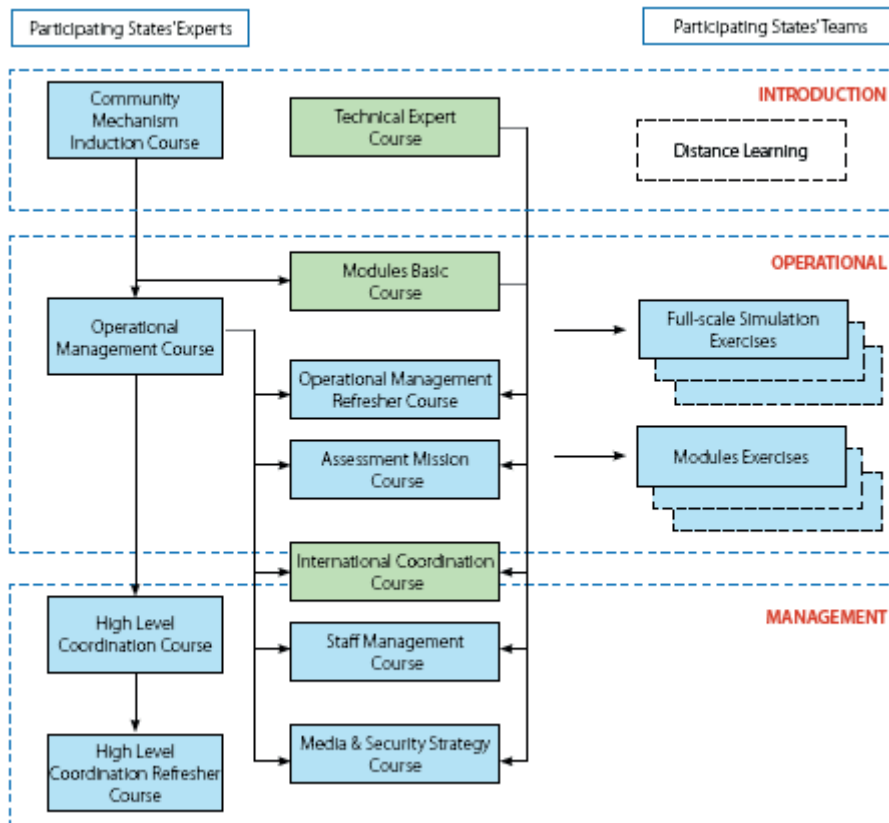 Participating States' Experts
Participating States' Teams
INTRODUCTION
Community
Mechanism
Induction Course
Technical Expert
Course
Distance Learning
OPERATIONAL
Modules Basic
Course
Operational
Management Course
Full-scale Simulation
Exercises
Operational Management
Refresher Course
Assessment Mission
Course
Modules Exercises
International Coordination
Course
MANAGEMENT
High Level
Coordination Course
Staff Management
Course
High Level
Coordination Refresher
Course
Media & Security Strategy
Course